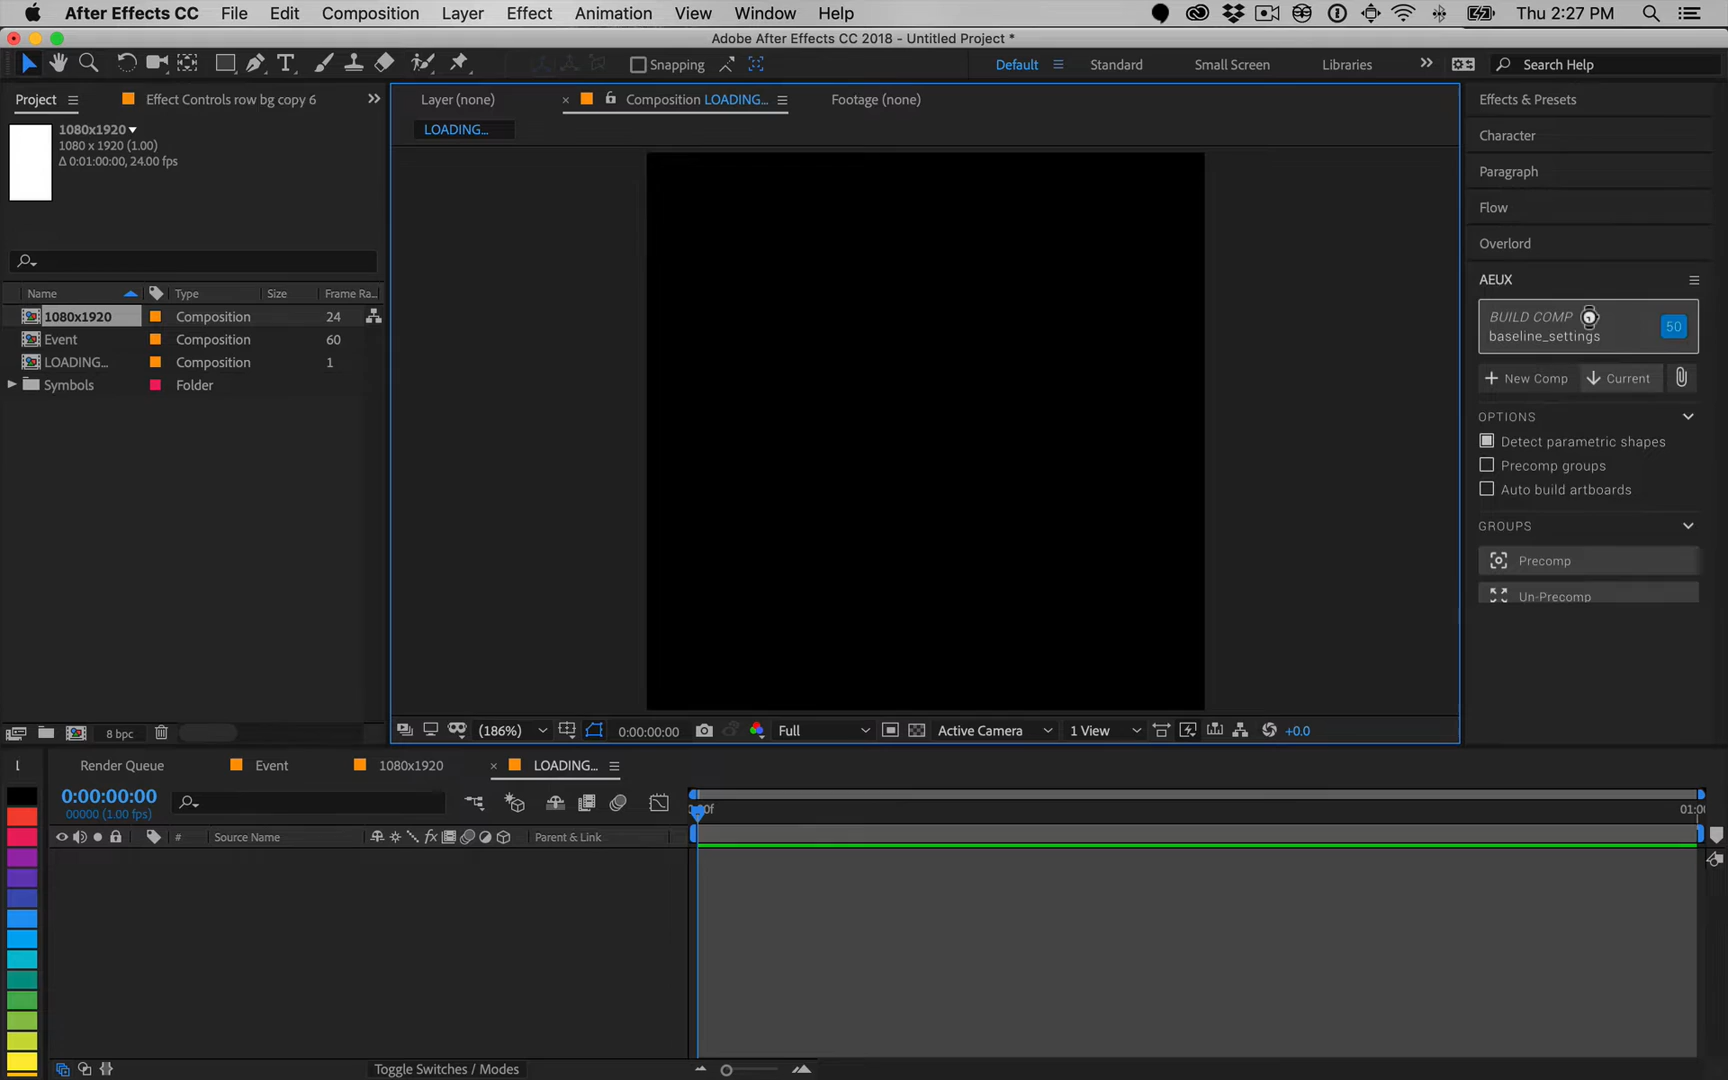 After Effects CC File Edit Composition Layer Effect Animation View Window Help Thu 2:27 PM
Adobe After Effects CC 2018 - Untitled Project *
Snapping Default Standard Small Screen Libraries Search Help
Project Effect Controls row bg copy 6
Layer (none) Composition LOADING... Footage (none)
Effects & Presets
1080x1920
1080 x 1920 (1.00)
Δ 0:01:00:00, 24.00 fps
LOADING...
Character
Paragraph
Flow
Overlord
AEUX
BUILD COMP
baseline_settings
50
New Comp Current
OPTIONS
Detect parametric shapes
Precomp groups
Auto build artboards
GROUPS
Precomp
Un-Precomp
Name Type Size Frame Ra...
1080x1920 Composition 24
Event Composition 60
LOADING... Composition 1
Symbols Folder
8 bpc
(186%) 0:00:00:00 Full Active Camera 1 View +0.0
Render Queue Event 1080x1920 LOADING...
0:00:00:00
00000 (1.00 fps)
# Source Name Parent & Link
Toggle Switches / Modes